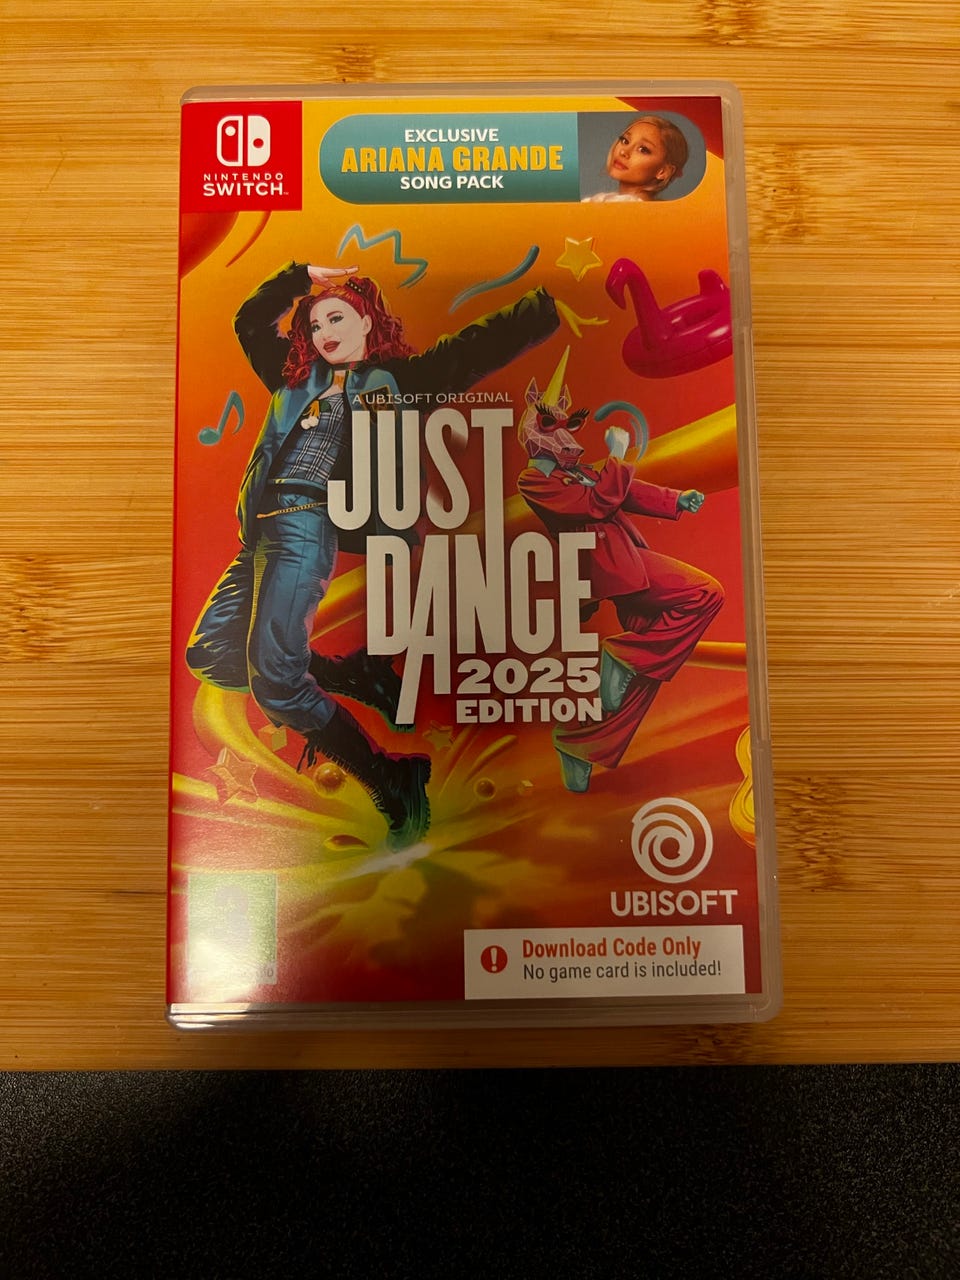 NINTENDO
SWITCH
EXCLUSIVE
ARIANA GRANDE
SONG PACK
A UBISOFT ORIGINAL
JUST
DANCE
2025
EDITION
UBISOFT
3
Download Code Only
No game card is included!